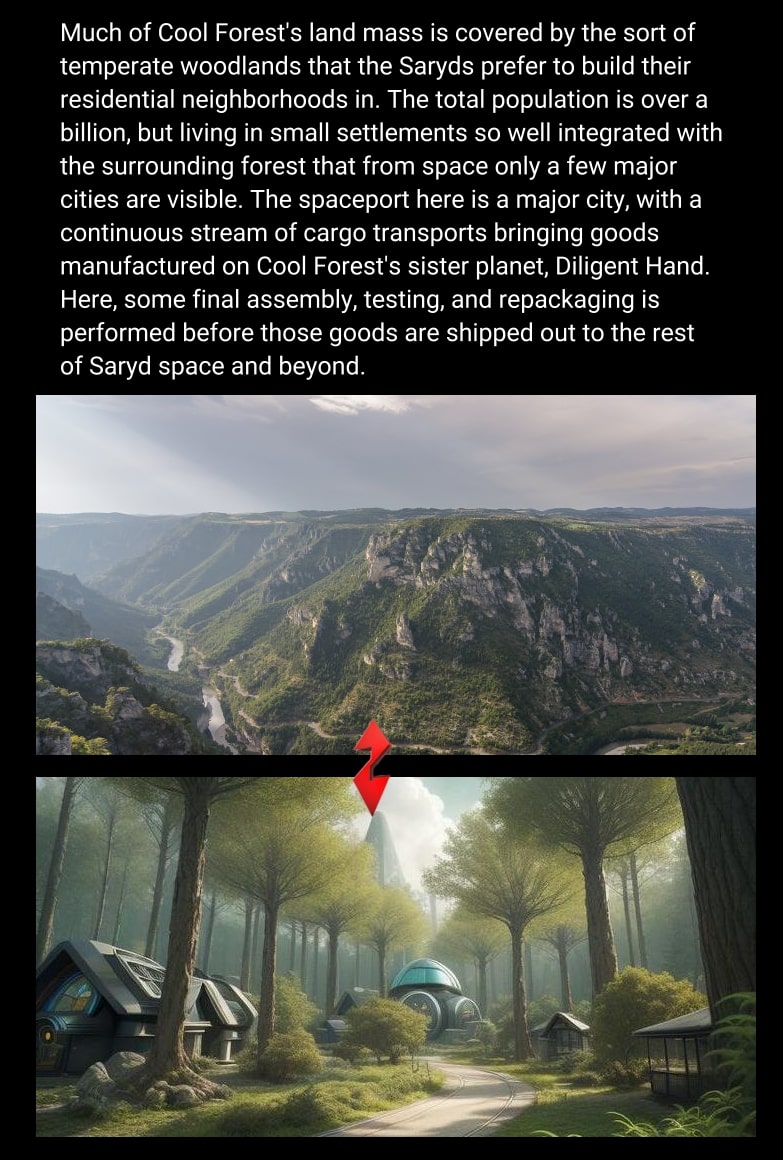 Much of Cool Forest's land mass is covered by the sort of
temperate woodlands that the Saryds prefer to build their
residential neighborhoods in. The total population is over a
billion, but living in small settlements so well integrated with
the surrounding forest that from space only a few major
cities are visible. The spaceport here is a major city, with a
continuous stream of cargo transports bringing goods
manufactured on Cool Forest's sister planet, Diligent Hand.
Here, some final assembly, testing, and repackaging is
performed before those goods are shipped out to the rest
of Saryd space and beyond.